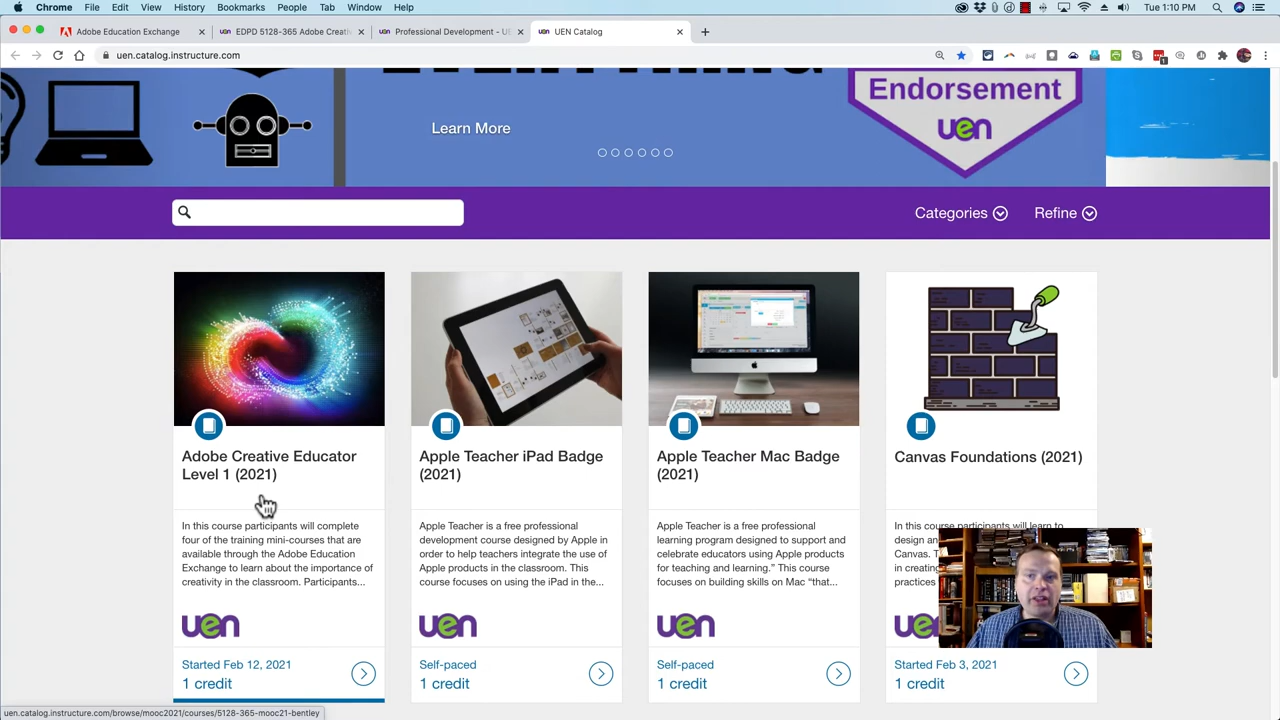 Chrome File Edit View History Bookmarks People Tab Window Help
Tue 1:10 PM
Adobe Education Exchange
EDPD 5128-365 Adobe Creati
Professional Development - UE
UEN Catalog
uen.catalog.instructure.com
1
Learn More
Endorsement
uen
Categories
Refine
Adobe Creative Educator
Level 1 (2021)
In this course participants will complete
four of the training mini-courses that are
available through the Adobe Education
Exchange to learn about the importance of
creativity in the classroom. Participants...
uen
Started Feb 12, 2021
1 credit
Apple Teacher iPad Badge
(2021)
Apple Teacher is a free professional
development course designed by Apple in
order to help teachers integrate the use of
Apple products in the classroom. This
course focuses on using the iPad in the...
uen
Self-paced
1 credit
Apple Teacher Mac Badge
(2021)
Apple Teacher is a free professional
learning program designed to support and
celebrate educators using Apple products
for teaching and learning.” This course
focuses on building skills on Mac “that...
uen
Self-paced
1 credit
Canvas Foundations (2021)
In this course participants will learn to
design an
Canvas. T
in creating
practices
Started Feb 3, 2021
1 credit
uen.catalog.instructure.com/browse/mooc2021/courses/5128-365-mooc21-bentley